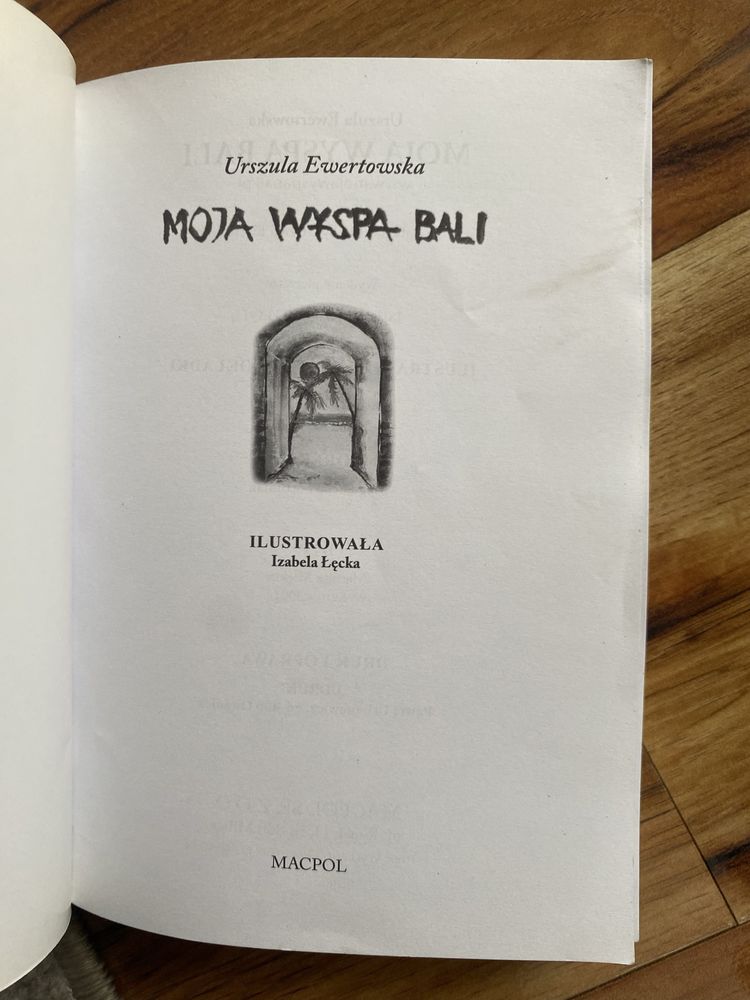 Urszula Ewertowska
MOJA WYSPA BALI
ILUSTROWAŁA
Izabela Łęcka
MACPOL